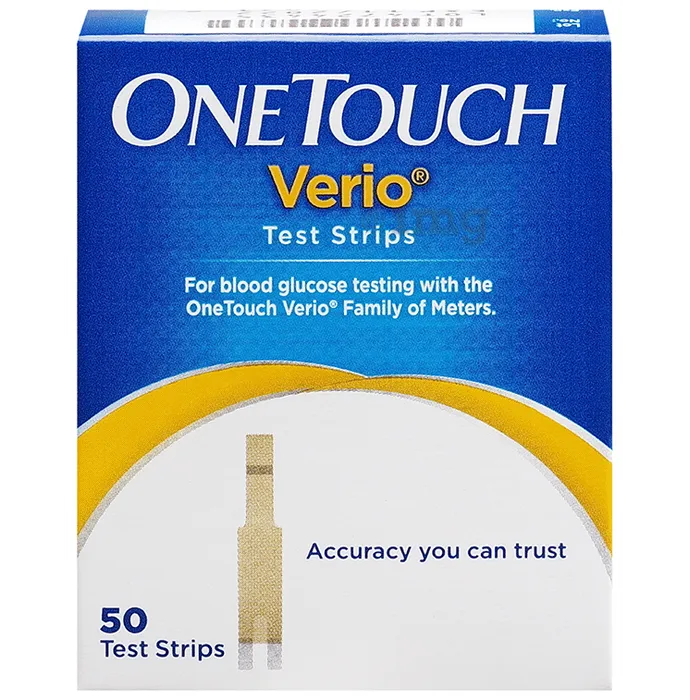 ONETOUCH
Verio®
Test Strips
1mg
For blood glucose testing with the
OneTouch Verio® Family of Meters.
Accuracy you can trust
50
Test Strips